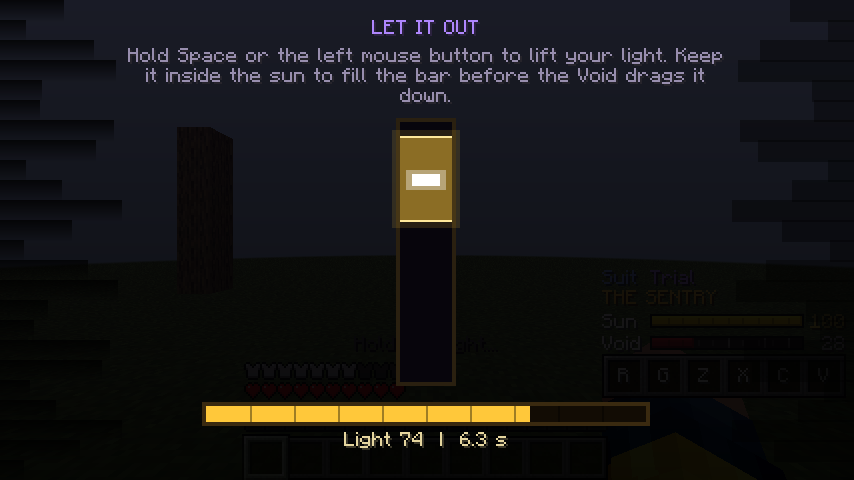 LET IT OUT
Hold Space or the left mouse button to lift your light. Keep
it inside the sun to fill the bar before the Void drags it
down.
Suit Trial
THE SENTRY
Sun 100
Void 28
R G Z X C V
Light 74 | 6.3 s